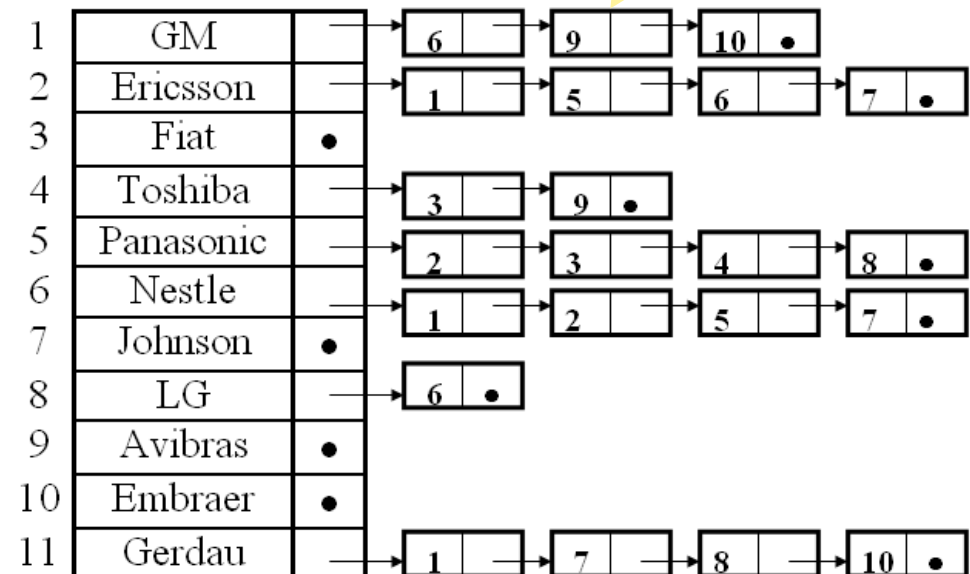 1 GM 6 9 10
2 Ericsson 1 5 6 7
3 Fiat
4 Toshiba 3 9
5 Panasonic 2 3 4 8
6 Nestle 1 2 5 7
7 Johnson
8 LG 6
9 Avibras
10 Embraer
11 Gerdau 1 7 8 10